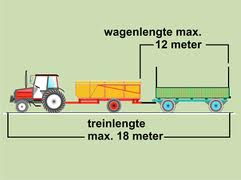 wagenlengte max.
12 meter
treinlengte
max. 18 meter